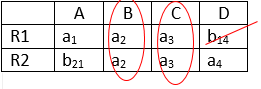 A B C D
R1 a₁ a₂ a₃ b₁₄
R2 b₂₁ a₂ a₃ a₄